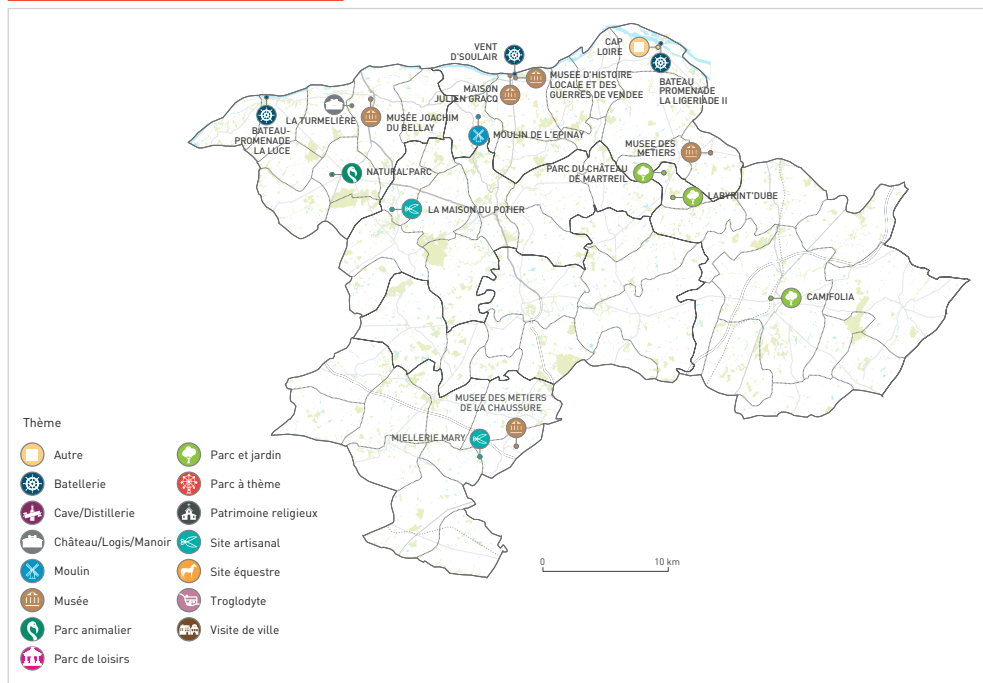 VENT
D'SOULAIR
CAP
LOIRE
MUSEE D'HISTOIRE
LOCALE ET DES
GUERRES DE VENDEE
MAISON
JULIEN GRACQ
BATEAU
PROMENADE
LA LIGERIADE II
LA TURMELIÈRE
MUSÉE JOACHIM
DU BELLAY
BATEAU-
PROMENADE
LA LUCE
MOULIN DE L'EPINAY
MUSEE DES
METIERS
NATURAL'PARC
PARC DU CHÂTEAU
DE MARTREIL
LABYRINT'DUBE
LA MAISON DU POTIER
CAMIFOLIA
MUSEE DES METIERS
DE LA CHAUSSURE
MIELLERIE MARY
Thème
Autre
Batellerie
Cave/Distillerie
Château/Logis/Manoir
Moulin
Musée
Parc animalier
Parc de loisirs
Parc et jardin
Parc à thème
Patrimoine religieux
Site artisanal
Site équestre
Troglodyte
Visite de ville
0 10 km